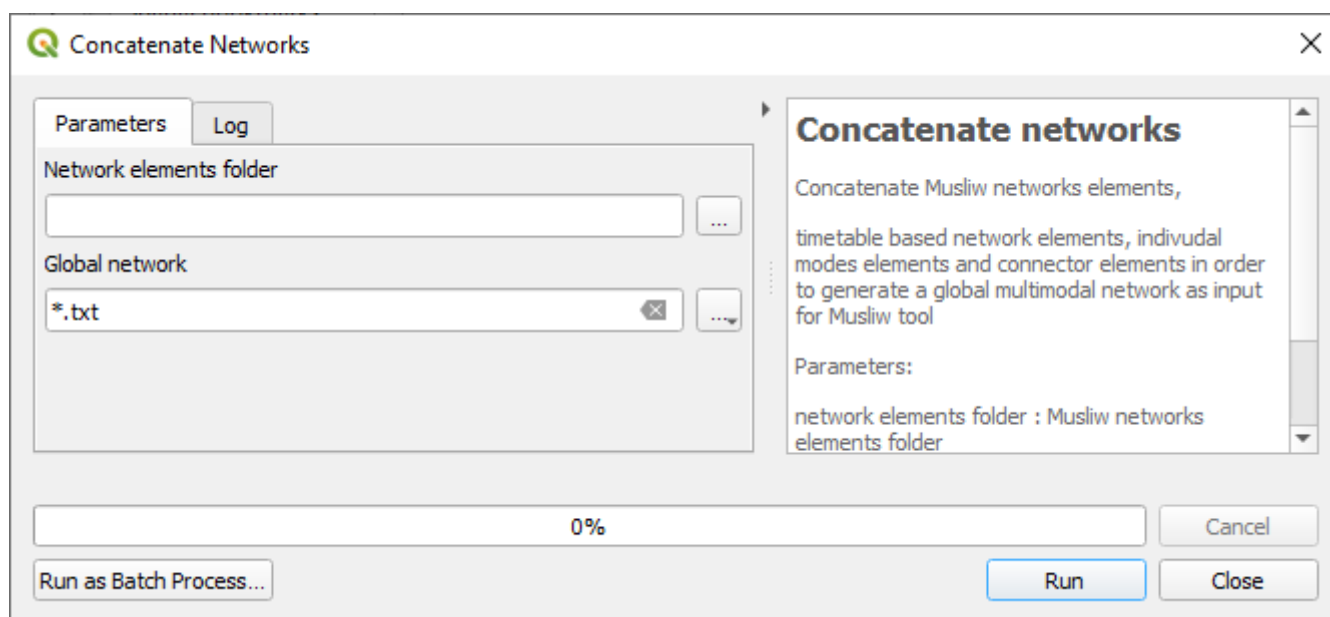 Concatenate Networks
Parameters
Log
Network elements folder
...
Global network
*.txt
...
Concatenate networks
Concatenate Musliw networks elements,
timetable based network elements, indivudal
modes elements and connector elements in order
to generate a global multimodal network as input
for Musliw tool
Parameters:
network elements folder : Musliw networks
elements folder
0%
Cancel
Run as Batch Process...
Run
Close